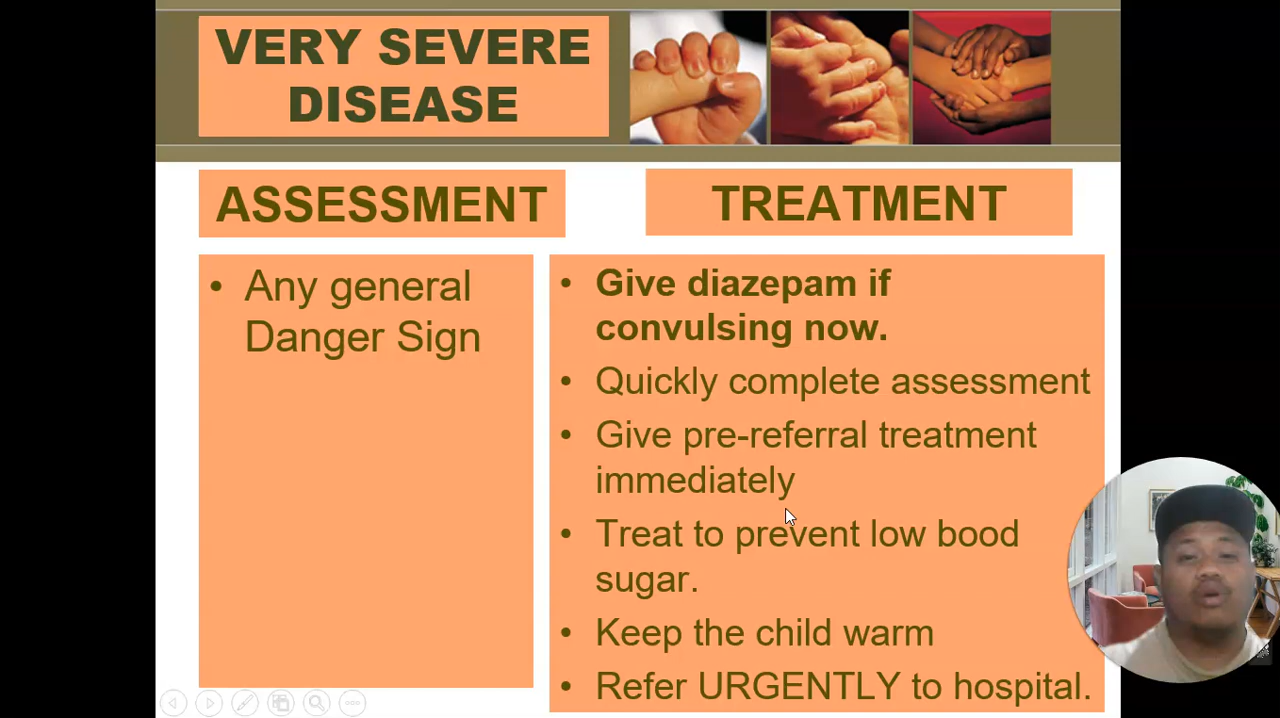 VERY SEVERE
DISEASE
ASSESSMENT
TREATMENT
• Any general
Danger Sign
• Give diazepam if
convulsing now.
• Quickly complete assessment
• Give pre-referral treatment
immediately
• Treat to prevent low bood
sugar.
• Keep the child warm
• Refer URGENTLY to hospital.